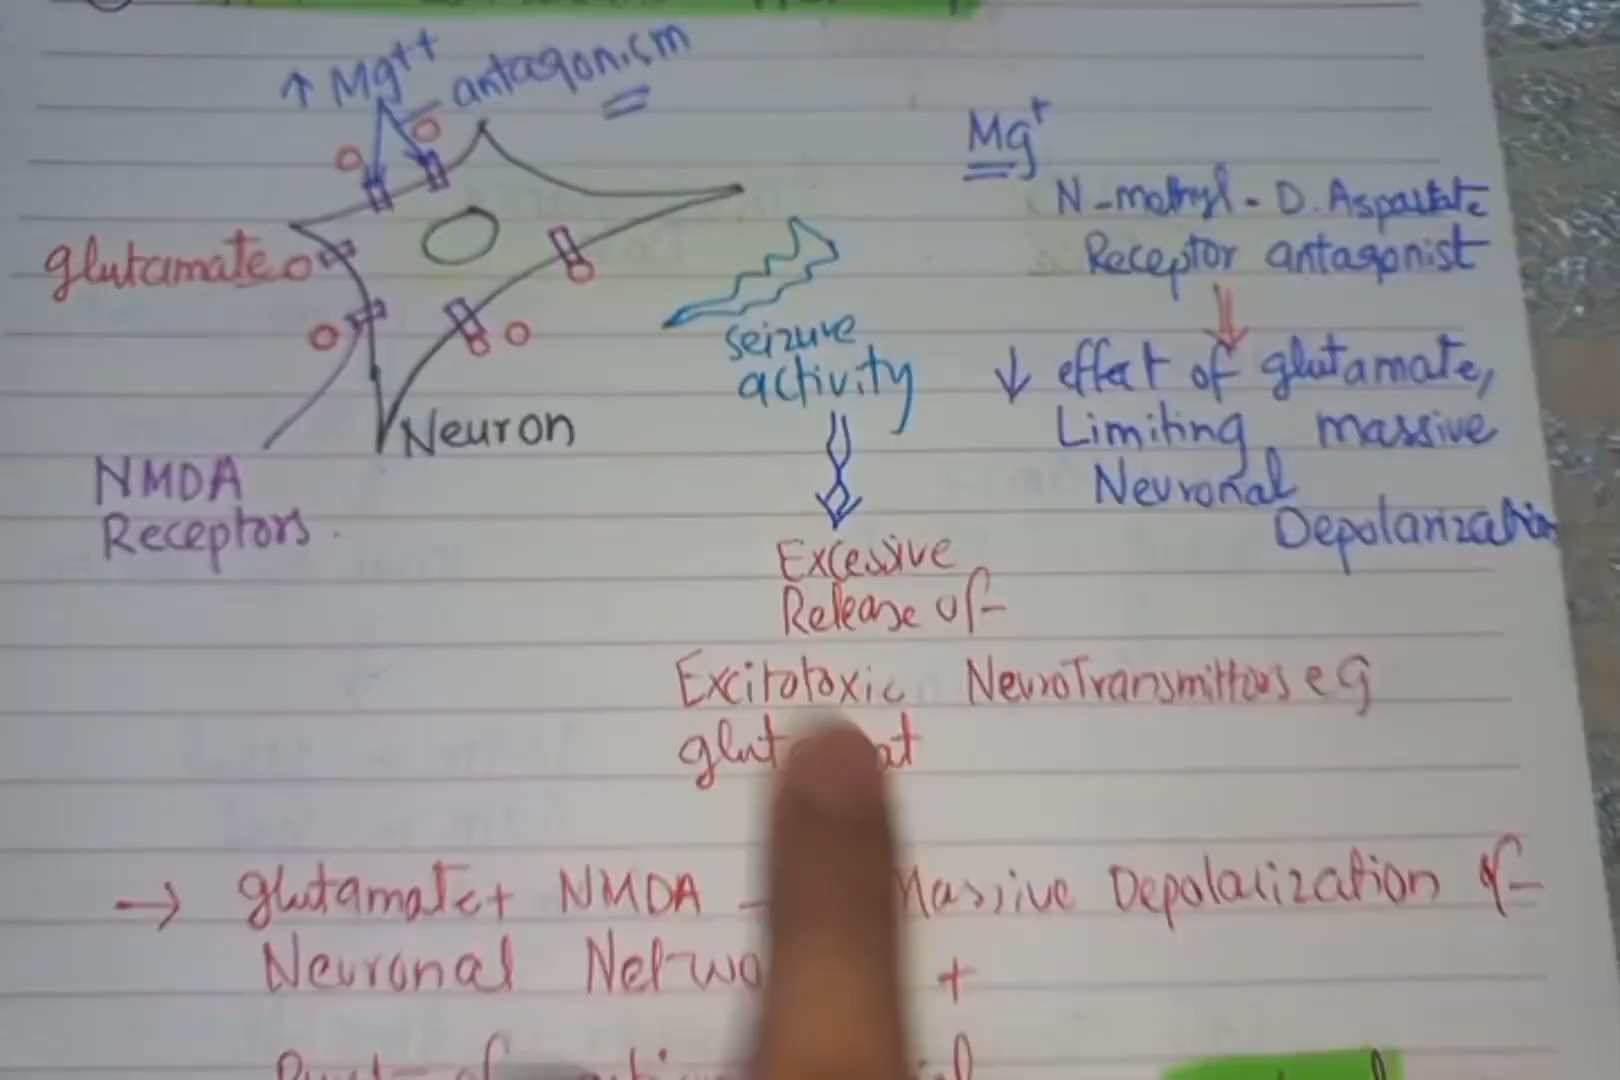 ↑ Mg++ antagonism
glutamate
NMDA
Receptors.
Neuron
seizure
activity
Mg+
N-methyl-D.Aspartate
Receptor antagonist
↓ effect of glutamate,
Limiting massive
Neuronal
Depolarization
Excessive
Release of
Excitotoxic NeuroTransmittors eg
→ glutamate + NMDA Massive Depolarization of
Neuronal +